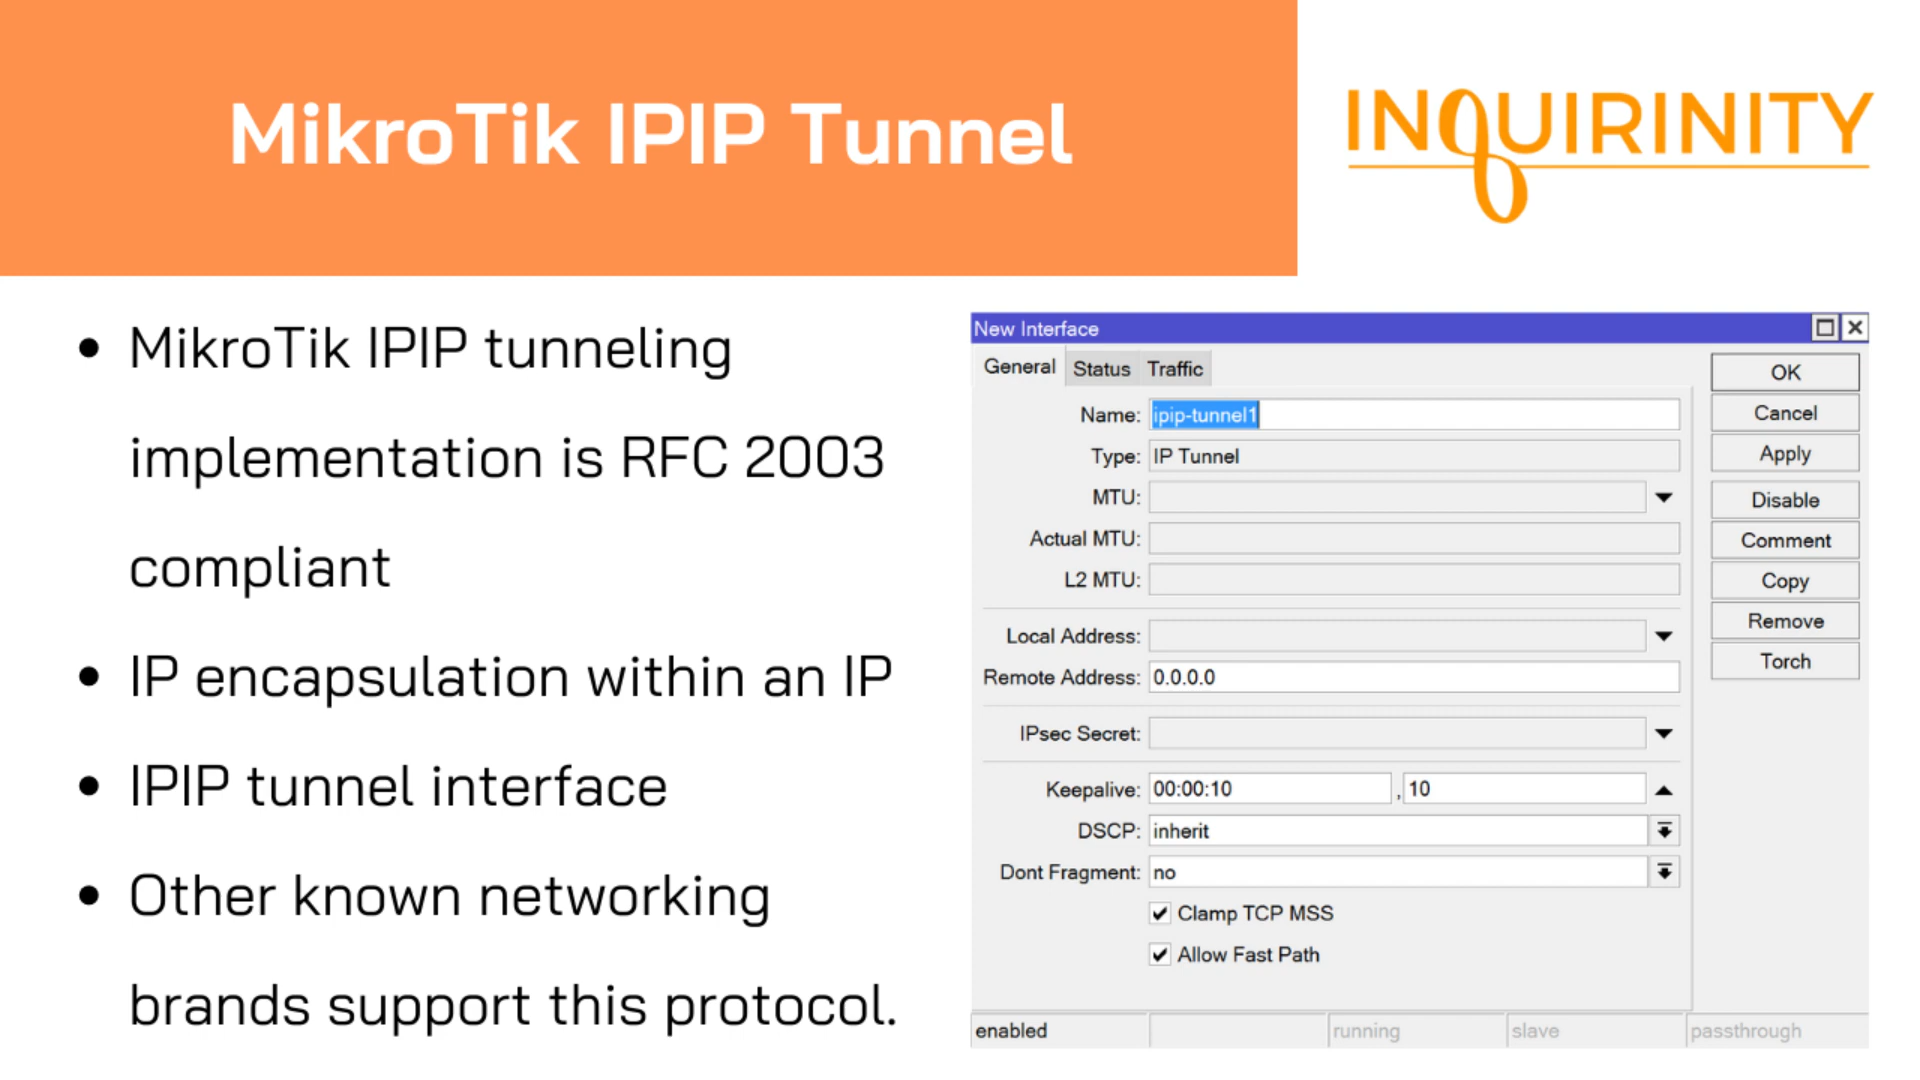 MikroTik IPIP Tunnel
INQUIRINITY
• MikroTik IPIP tunneling
implementation is RFC 2003
compliant
• IP encapsulation within an IP
• IPIP tunnel interface
• Other known networking
brands support this protocol.
New Interface
General Status Traffic
Name: ipip-tunnel1
Type: IP Tunnel
MTU:
Actual MTU:
L2 MTU:
Local Address:
Remote Address: 0.0.0.0
IPsec Secret:
Keepalive: 00:00:10 , 10
DSCP: inherit
Dont Fragment: no
Clamp TCP MSS
Allow Fast Path
OK
Cancel
Apply
Disable
Comment
Copy
Remove
Torch
enabled running slave passthrough